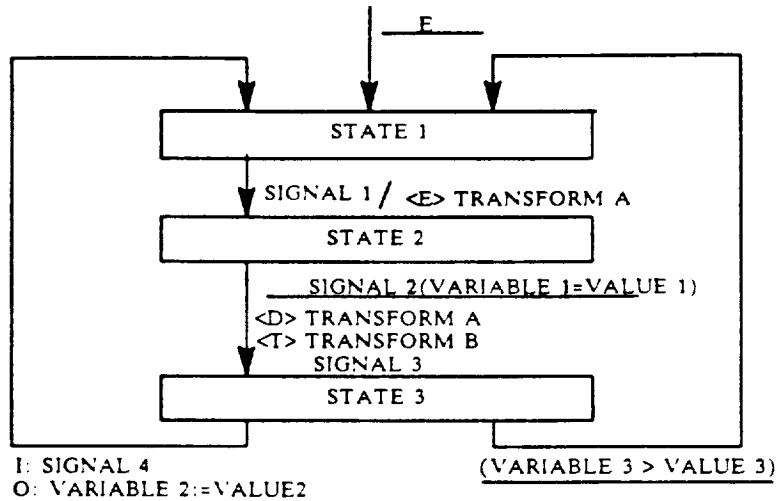 E
STATE 1
SIGNAL 1 / <E> TRANSFORM A
STATE 2
SIGNAL 2(VARIABLE 1=VALUE 1)
<D> TRANSFORM A
<T> TRANSFORM B
SIGNAL 3
STATE 3
I: SIGNAL 4
O: VARIABLE 2:=VALUE2
(VARIABLE 3 > VALUE 3)